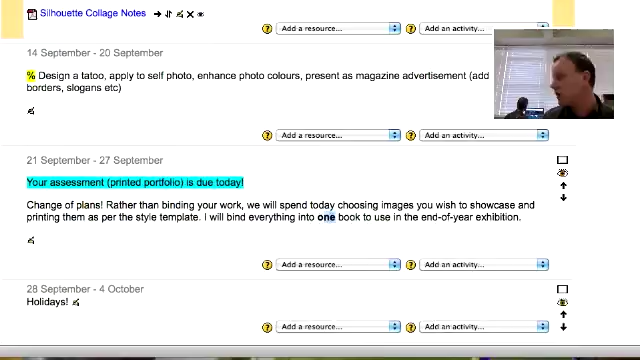 Silhouette Collage Notes
Add a resource... Add an activity...
14 September - 20 September
% Design a tatoo, apply to self photo, enhance photo colours, present as magazine advertisement (add
borders, slogans etc)
Add a resource... Add an activity...
21 September - 27 September
Your assessment (printed portfolio) is due today!
Change of plans! Rather than binding your work, we will spend today choosing images you wish to showcase and
printing them as per the style template. I will bind everything into one book to use in the end-of-year exhibition.
Add a resource... Add an activity...
28 September - 4 October
Holidays!
Add a resource... Add an activity...